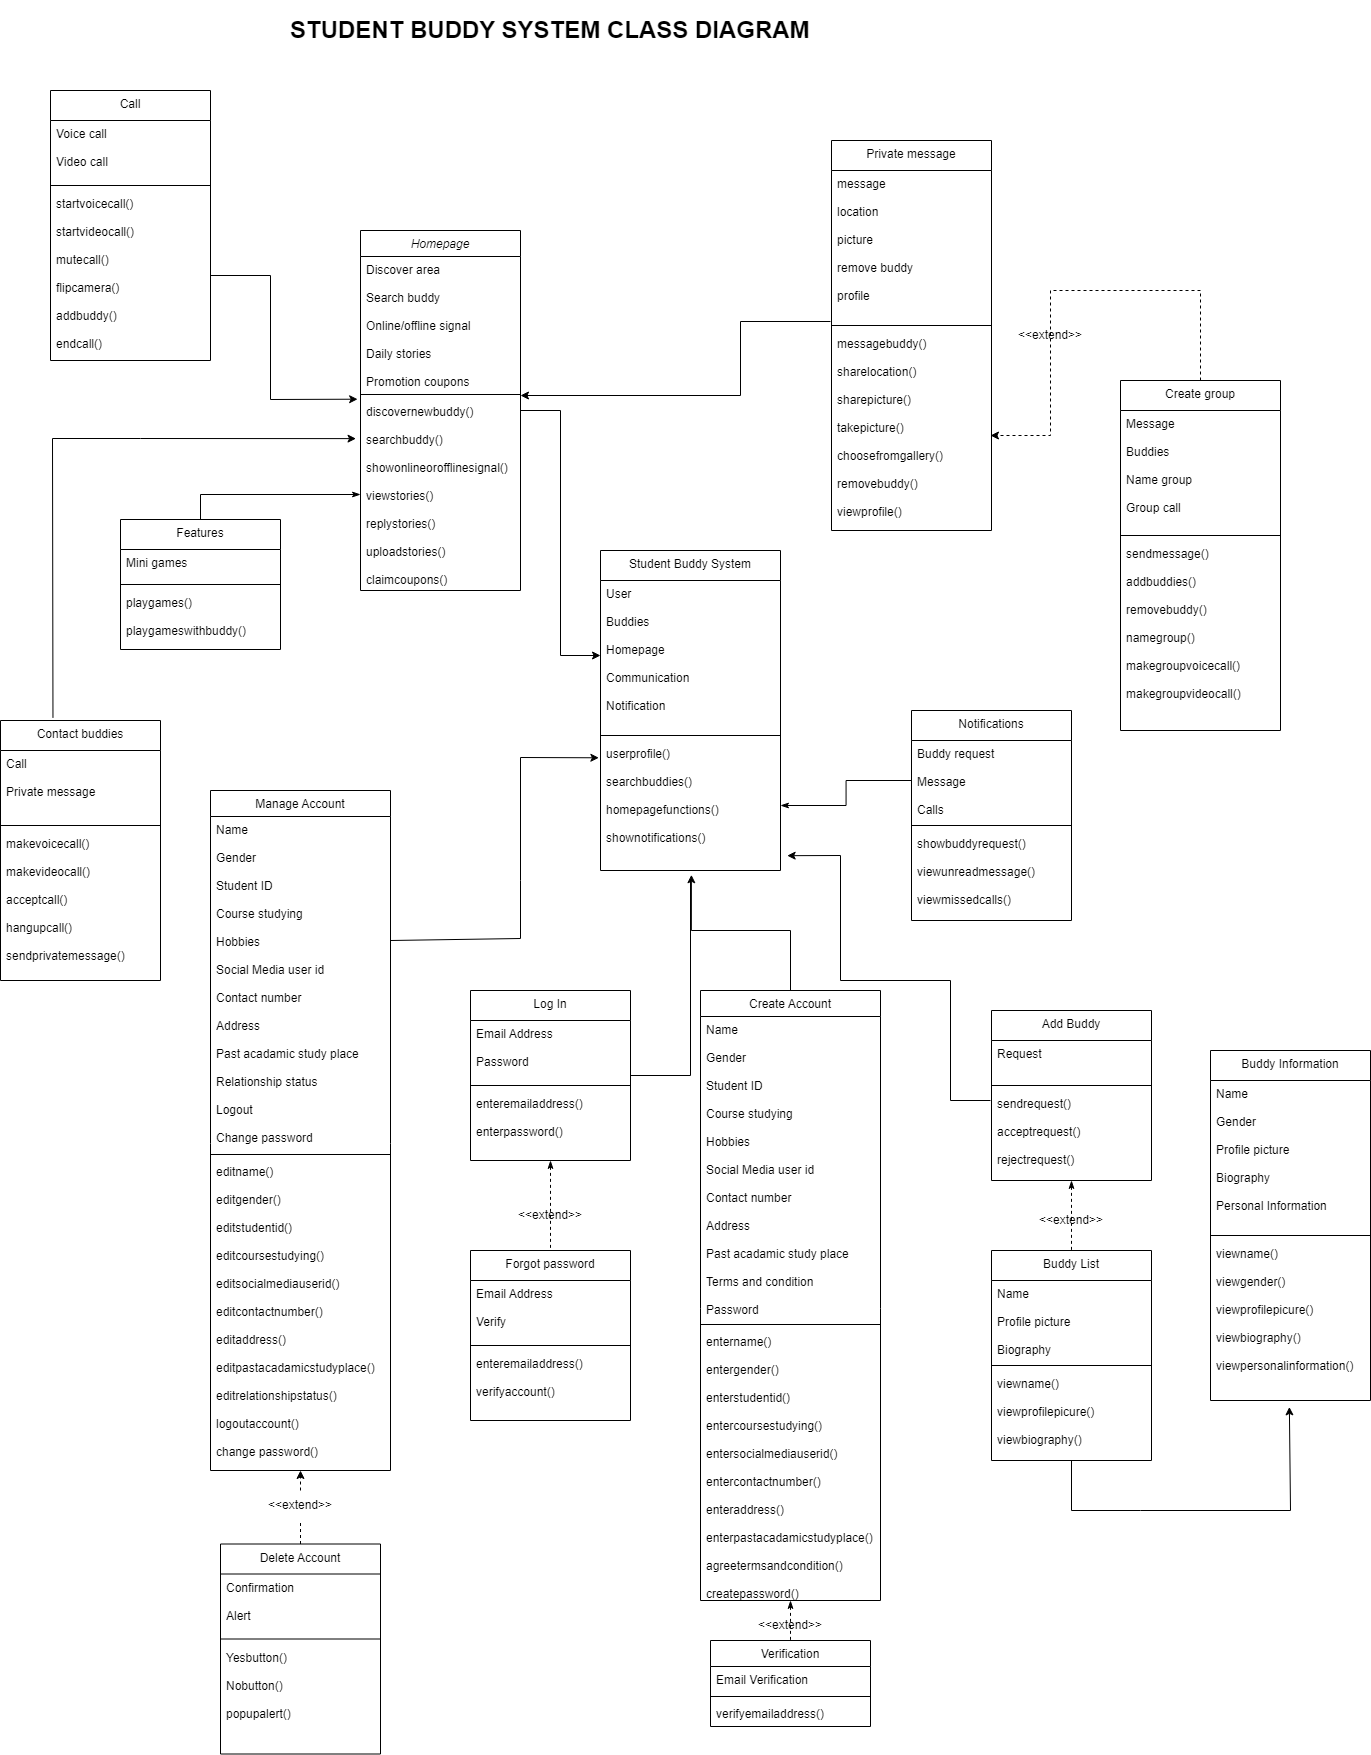 STUDENT BUDDY SYSTEM CLASS DIAGRAM
Call
Voice call
Video call
startvoicecall()
startvideocall()
mutecall()
flipcamera()
addbuddy()
endcall()
Private message
message
location
picture
remove buddy
profile
messagebuddy()
sharelocation()
sharepicture()
takepicture()
choosefromgallery()
removebuddy()
viewprofile()
Homepage
Discover area
Search buddy
Online/offline signal
Daily stories
Promotion coupons
discovernewbuddy()
searchbuddy()
showonlineorofflinesignal()
viewstories()
replystories()
uploadstories()
claimcoupons()
<<extend>>
Create group
Message
Buddies
Name group
Group call
sendmessage()
addbuddies()
removebuddy()
namegroup()
makegroupvoicecall()
makegroupvideocall()
Features
Mini games
playgames()
playgameswithbuddy()
Student Buddy System
User
Buddies
Homepage
Communication
Notification
userprofile()
searchbuddies()
homepagefunctions()
shownotifications()
Notifications
Buddy request
Message
Calls
showbuddyrequest()
viewunreadmessage()
viewmissedcalls()
Contact buddies
Call
Private message
makevoicecall()
makevideocall()
acceptcall()
hangupcall()
sendprivatemessage()
Manage Account
Name
Gender
Student ID
Course studying
Hobbies
Social Media user id
Contact number
Address
Past acadamic study place
Relationship status
Logout
Change password
editname()
editgender()
editstudentid()
editcoursestudying()
editsocialmediauserid()
editcontactnumber()
editaddress()
editpastacadamicstudyplace()
editrelationshipstatus()
logoutaccount()
change password()
<<extend>>
Delete Account
Confirmation
Alert
Yesbutton()
Nobutton()
popupalert()
Log In
Email Address
Password
enteremailaddress()
enterpassword()
<<extend>>
Forgot password
Email Address
Verify
enteremailaddress()
verifyaccount()
Create Account
Name
Gender
Student ID
Course studying
Hobbies
Social Media user id
Contact number
Address
Past acadamic study place
Terms and condition
Password
entername()
entergender()
enterstudentid()
entercoursestudying()
entersocialmediauserid()
entercontactnumber()
enteraddress()
enterpastacadamicstudyplace()
agreetermsandcondition()
createpassword()
<<extend>>
Verification
Email Verification
verifyemailaddress()
Add Buddy
Request
sendrequest()
acceptrequest()
rejectrequest()
<<extend>>
Buddy List
Name
Profile picture
Biography
viewname()
viewprofilepicure()
viewbiography()
Buddy Information
Name
Gender
Profile picture
Biography
Personal Information
viewname()
viewgender()
viewprofilepicure()
viewbiography()
viewpersonalinformation()